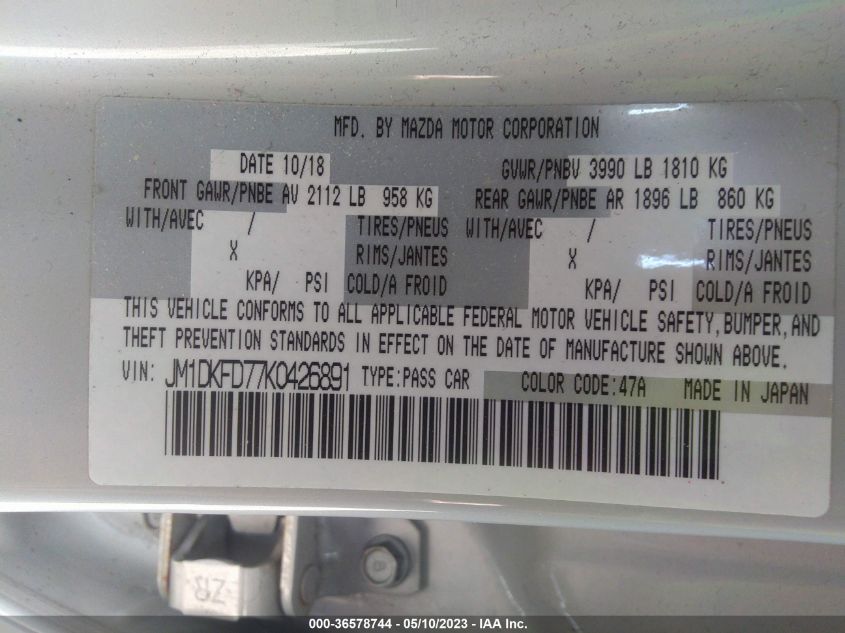 MFD. BY MAZDA MOTOR CORPORATION
DATE 10/18 GVWR/PNBV 3990 LB 1810 KG
FRONT GAWR/PNBE AV 2112 LB 958 KG REAR GAWR/PNBE AR 1896 LB 860 KG
WITH/AVEC / TIRES/PNEUS WITH/AVEC / TIRES/PNEUS
X RIMS/JANTES X RIMS/JANTES
KPA/ PSI COLD/A FROID KPA/ PSI COLD/A FROID
THIS VEHICLE CONFORMS TO ALL APPLICABLE FEDERAL MOTOR VEHICLE SAFETY, BUMPER, AND
THEFT PREVENTION STANDARDS IN EFFECT ON THE DATE OF MANUFACTURE SHOWN ABOVE.
VIN: JM1DKFD77K0426891 TYPE:PASS CAR COLOR CODE:47A MADE IN JAPAN
ZR
000-36578744 - 05/10/2023 - IAA Inc.